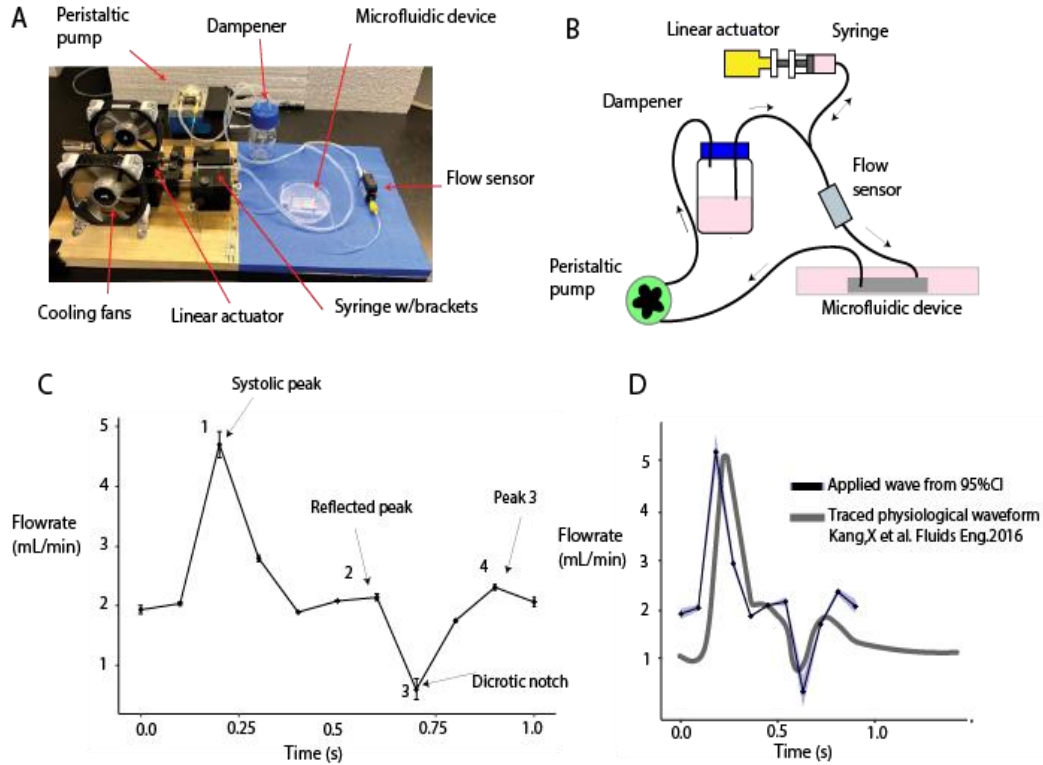 A
Peristaltic
pump
Dampener
Microfluidic device
Flow sensor
Cooling fans
Linear actuator
Syringe w/brackets
B
Linear actuator
Syringe
Dampener
Flow
sensor
Peristaltic
pump
Microfluidic device
C
Systolic peak
1
Reflected peak
2
Peak 3
4
3
Dicrotic notch
Flowrate
(mL/min)
5
4
3
2
1
0.0
0.25
0.50
0.75
1.0
Time (s)
D
Applied wave from 95%CI
Traced physiological waveform
Kang,X et al. Fluids Eng.2016
Flowrate
(mL/min)
5
4
3
2
1
0.0
1.0
Time (s)